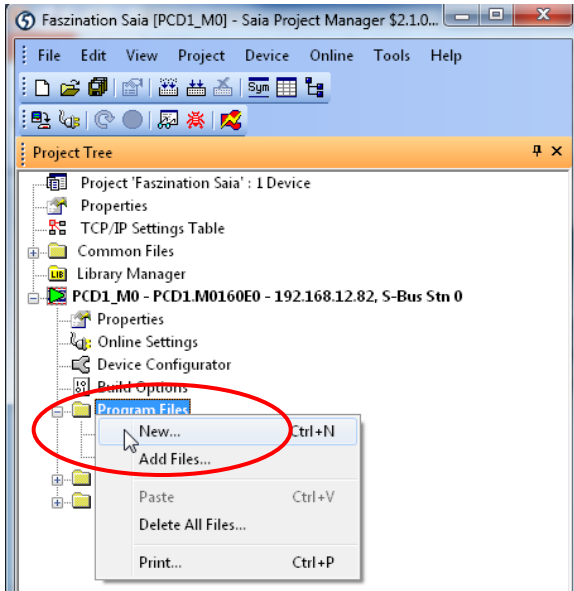 Faszination Saia [PCD1_M0] - Saia Project Manager $2.1.0...
File Edit View Project Device Online Tools Help
Sym
Project Tree
Project 'Faszination Saia' : 1 Device
Properties
TCP/IP Settings Table
Common Files
LIB Library Manager
PCD1_M0 - PCD1.M0160E0 - 192.168.12.82, S-Bus Stn 0
Properties
Online Settings
Device Configurator
Build Options
Program Files
New... Ctrl+N
Add Files...
Paste Ctrl+V
Delete All Files...
Print... Ctrl+P